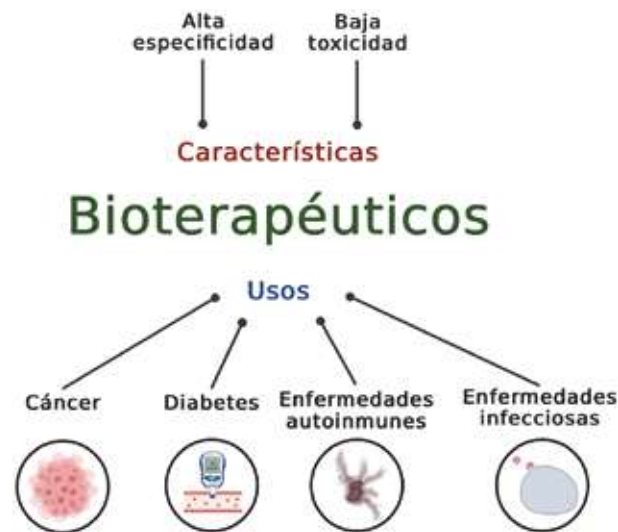 Alta
especificidad
Baja
toxicidad
Características
Bioterapéuticos
Usos
Cáncer
Diabetes
Enfermedades
autoinmunes
Enfermedades
infecciosas